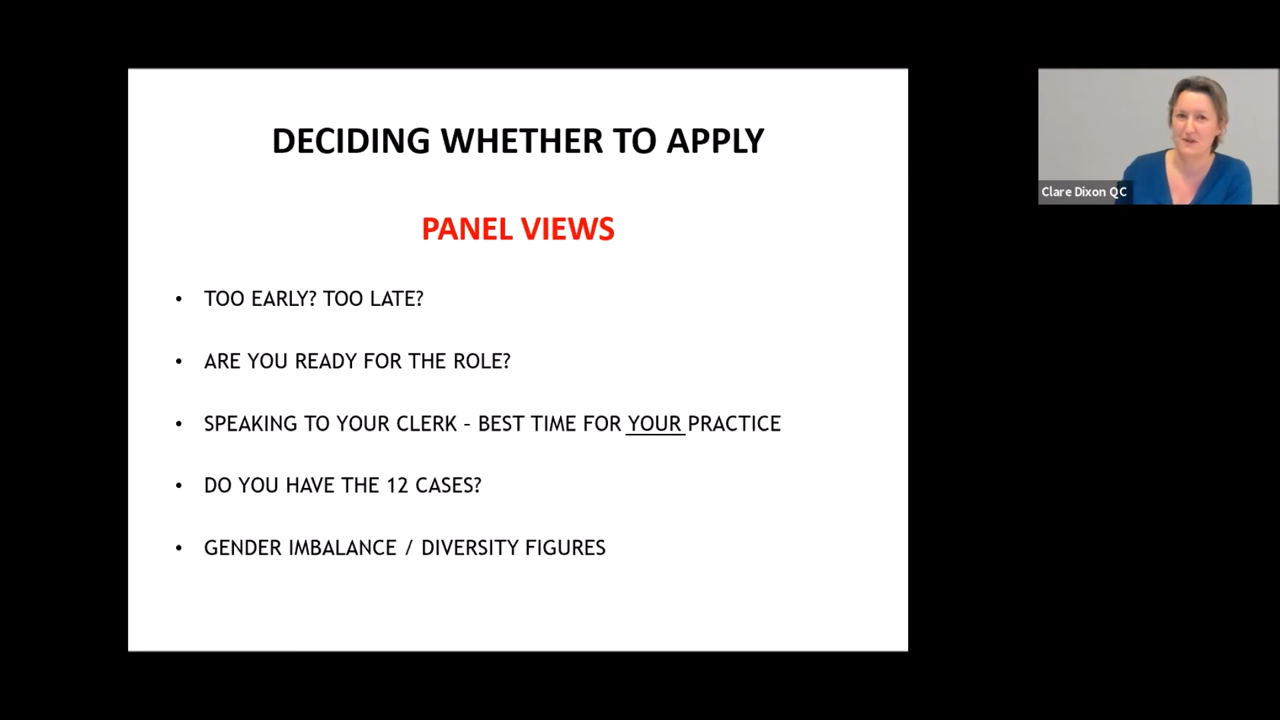 DECIDING WHETHER TO APPLY
PANEL VIEWS
• TOO EARLY? TOO LATE?
• ARE YOU READY FOR THE ROLE?
• SPEAKING TO YOUR CLERK – BEST TIME FOR YOUR PRACTICE
• DO YOU HAVE THE 12 CASES?
• GENDER IMBALANCE / DIVERSITY FIGURES
Clare Dixon QC